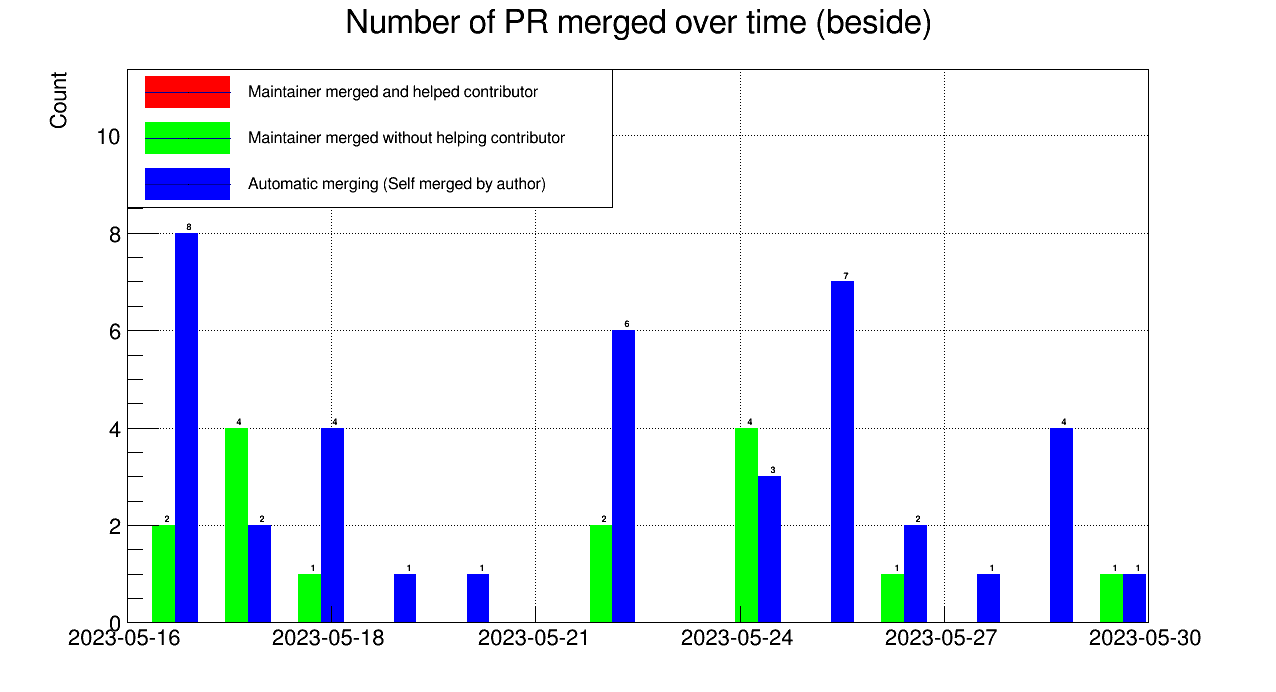 Number of PR merged over time (beside)
Count
Maintainer merged and helped contributor
Maintainer merged without helping contributor
Automatic merging (Self merged by author)
10
8
6
4
2
0
2 8 4 2 1 4 1 1 2 6 4 3 7 1 2 1 4 1 1
2023-05-16 2023-05-18 2023-05-21 2023-05-24 2023-05-27 2023-05-30